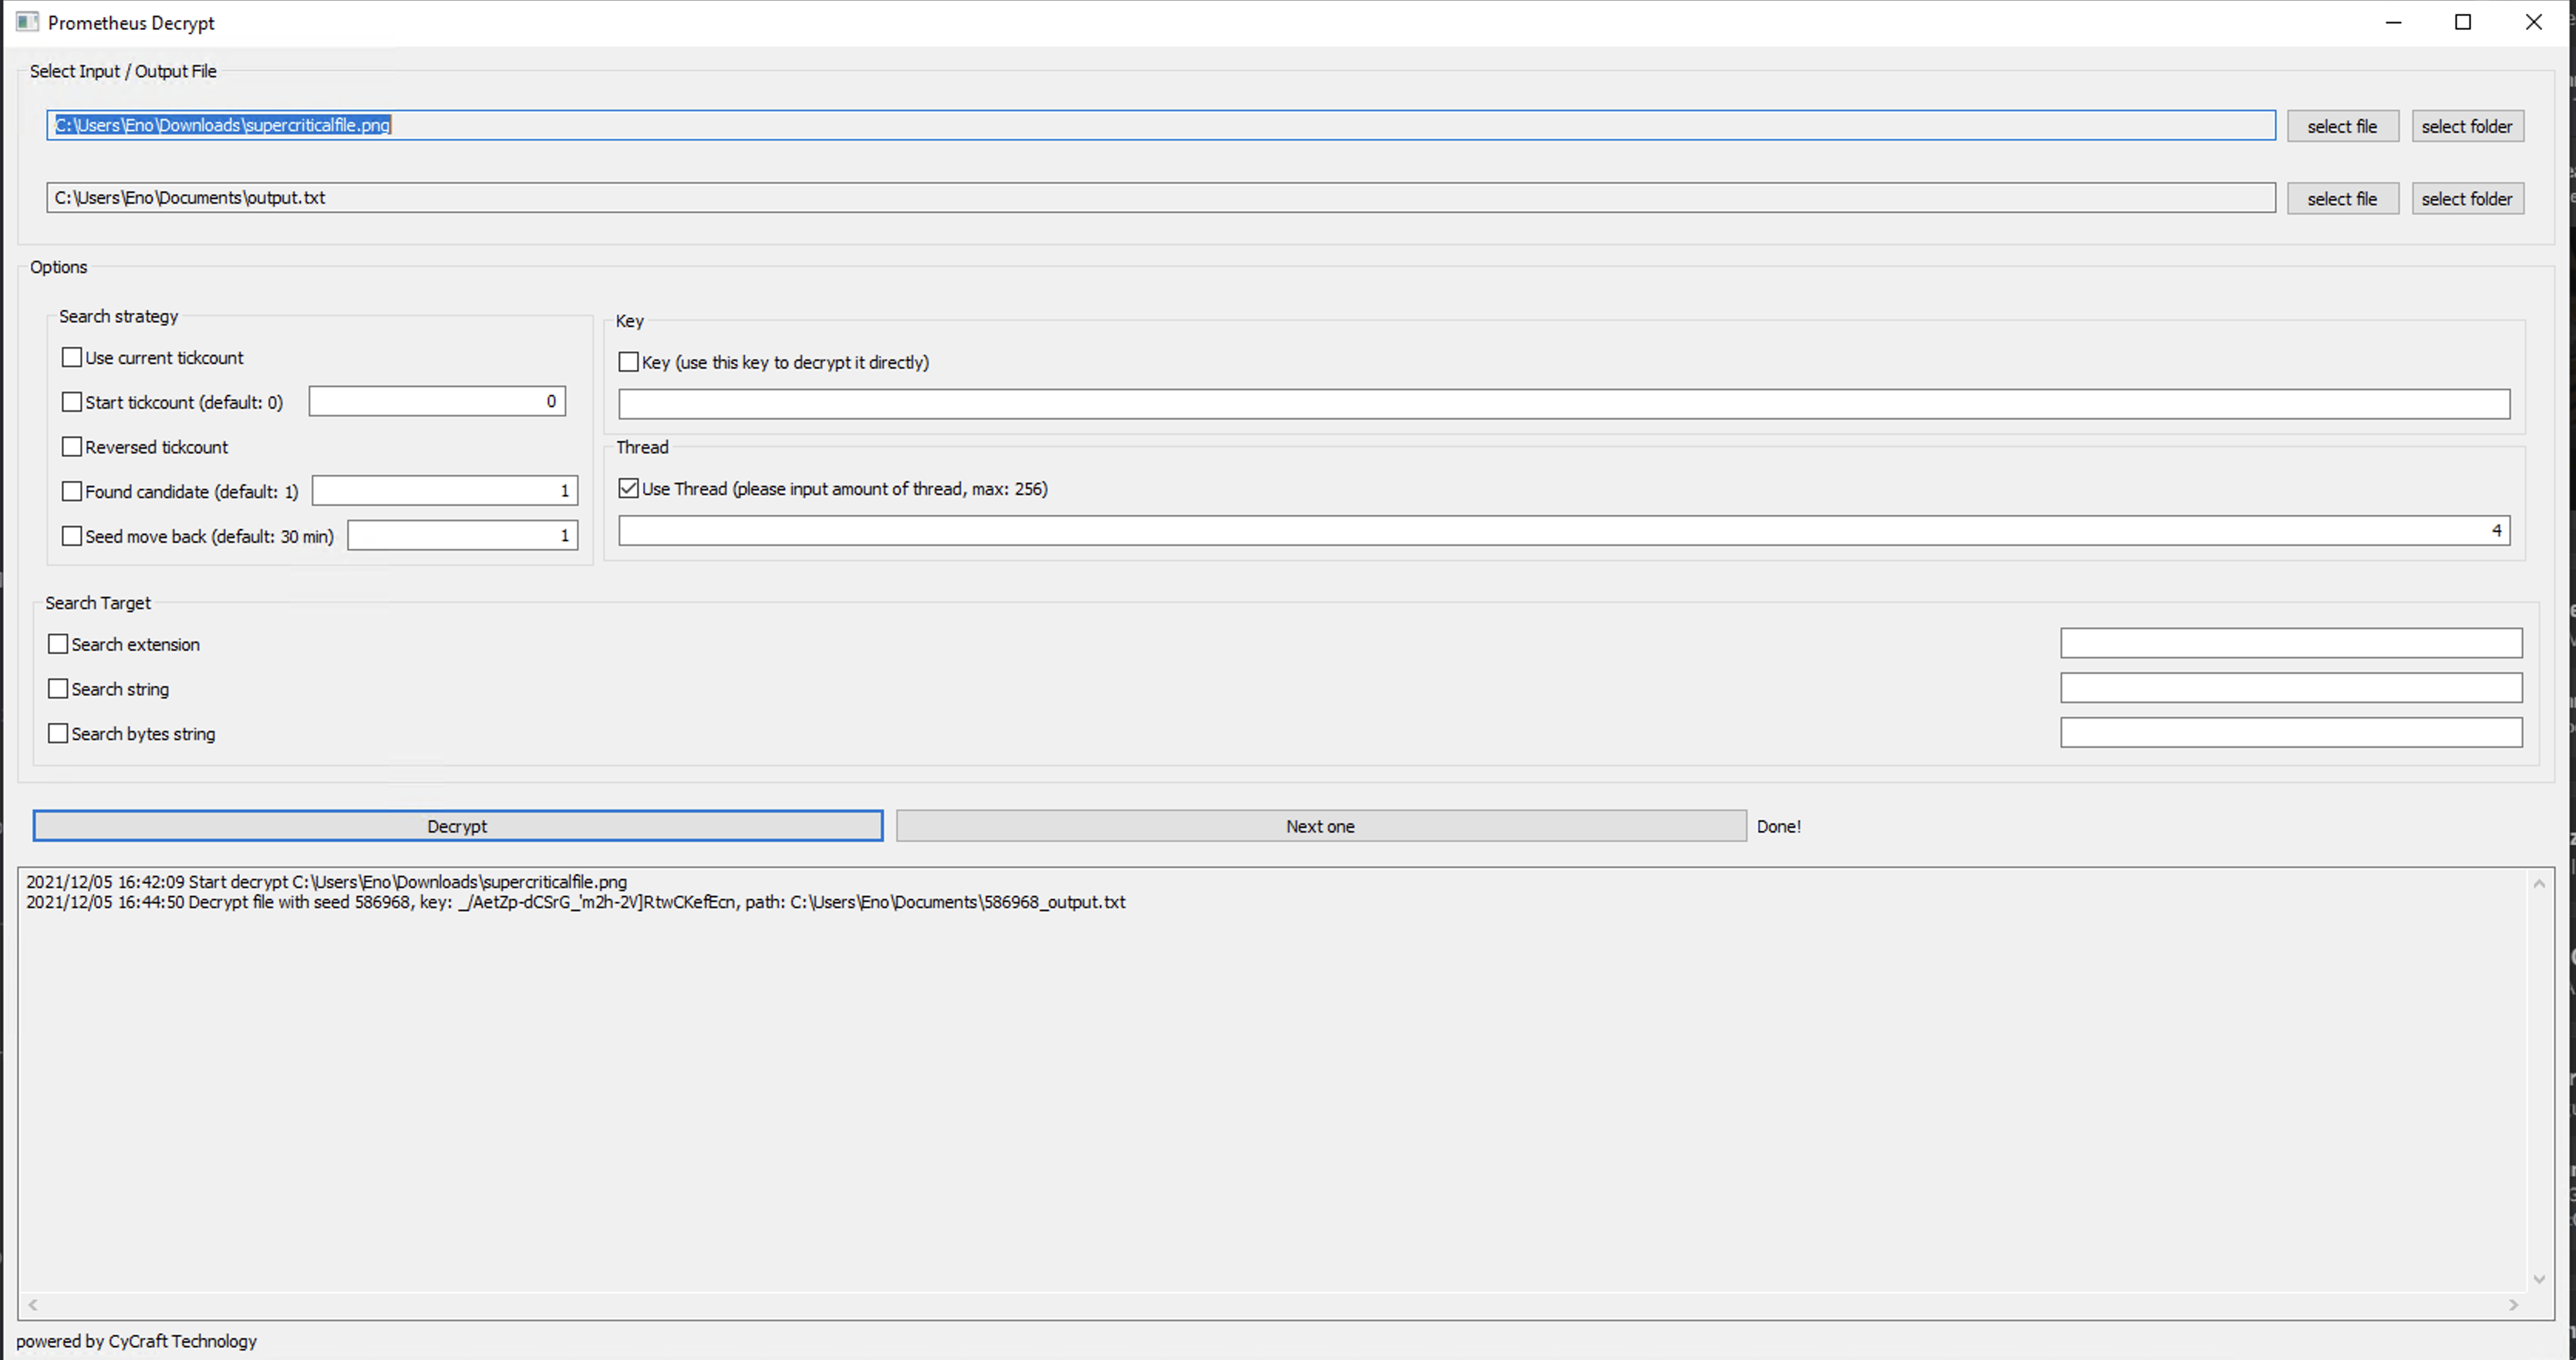 Prometheus Decrypt
Select Input / Output File
C:\Users\Eno\Downloads\supercriticalfile.png
select file
select folder
C:\Users\Eno\Documents\output.txt
select file
select folder
Options
Search strategy
Use current tickcount
Start tickcount (default: 0)
0
Reversed tickcount
Found candidate (default: 1)
1
Seed move back (default: 30 min)
1
Key
Key (use this key to decrypt it directly)
Thread
Use Thread (please input amount of thread, max: 256)
4
Search Target
Search extension
Search string
Search bytes string
Decrypt
Next one
Done!
2021/12/05 16:42:09 Start decrypt C:\Users\Eno\Downloads\supercriticalfile.png
2021/12/05 16:44:50 Decrypt file with seed 586968, key: _/AetZp-dCSrG_'m2h-2V]RtwCKefEcn, path: C:\Users\Eno\Documents\586968_output.txt
powered by CyCraft Technology